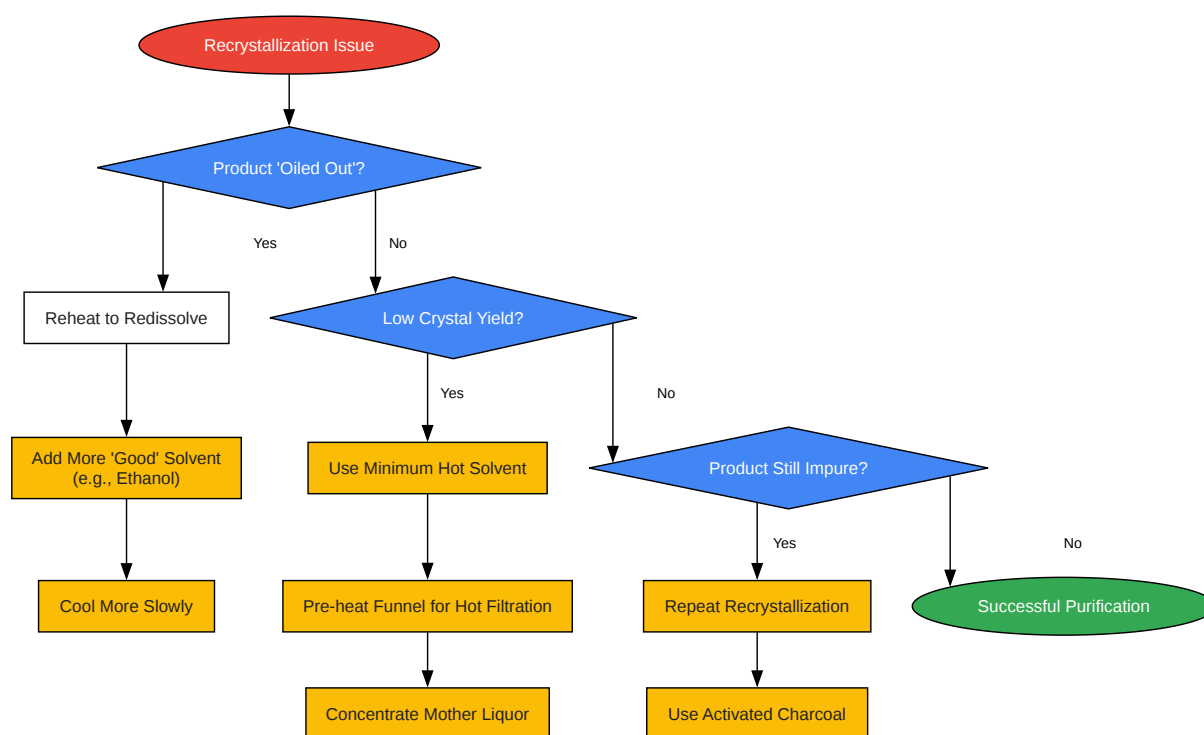 Recrystallization Issue
Product 'Oiled Out'?
Yes
No
Reheat to Redissolve
Low Crystal Yield?
Yes
No
Add More 'Good' Solvent
(e.g., Ethanol)
Use Minimum Hot Solvent
Product Still Impure?
Yes
No
Cool More Slowly
Pre-heat Funnel for Hot Filtration
Repeat Recrystallization
Successful Purification
Concentrate Mother Liquor
Use Activated Charcoal